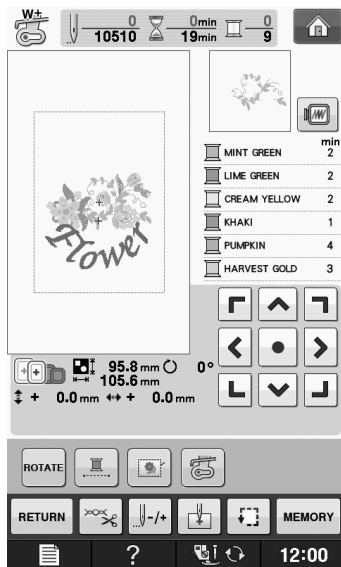 W+
0 0min 0
10510 19min 9
min
MINT GREEN 2
LIME GREEN 2
CREAM YELLOW 2
KHAKI 1
PUMPKIN 4
HARVEST GOLD 3
Flower
95.8 mm 0°
105.6 mm
+ 0.0 mm + 0.0 mm
ROTATE
RETURN -/+ MEMORY
? 12:00